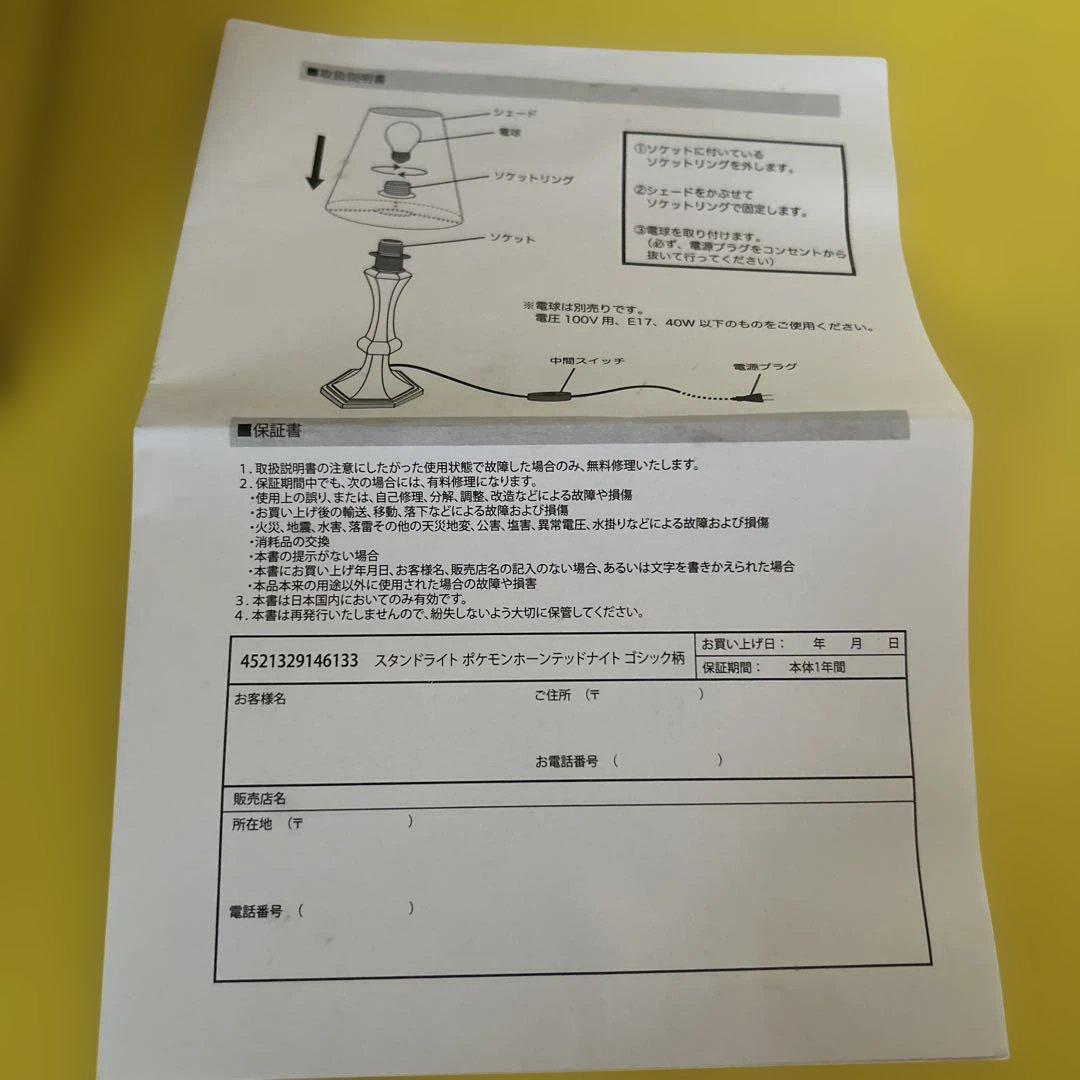 ■取扱説明書
シェード
電球
ソケットリング
ソケット
①ソケットに付いている
ソケットリングを外します。
②シェードをかぶせて
ソケットリングで固定します。
③電球を取り付けます。
(必ず、電源プラグをコンセントから
抜いて行ってください)
※電球は別売りです。
電圧100V用、E17、40W以下のものをご使用ください。
中間スイッチ
電源プラグ
■保証書
1. 取扱説明書の注意にしたがった使用状態で故障した場合のみ、無料修理いたします。
2. 保証期間中でも、次の場合には、有料修理になります。
・使用上の誤り、または、自己修理、分解、調整、改造などによる故障や損傷
・お買い上げ後の輸送、移動、落下などによる故障および損傷
・火災、地震、水害、落雷その他の天災地変、公害、塩害、異常電圧、水掛りなどによる故障および損傷
・消耗品の交換
・本書の提示がない場合
・本書にお買い上げ年月日、お客様名、販売店名の記入のない場合、あるいは文字を書きかえられた場合
・本品本来の用途以外に使用された場合の故障や損害
3. 本書は日本国内においてのみ有効です。
4. 本書は再発行いたしませんので、紛失しないよう大切に保管してください。
4521329146133 スタンドライト ポケモンホーンテッドナイト ゴシック柄
お買い上げ日： 年 月 日
保証期間： 本体1年間
お客様名
ご住所 (〒 )
お電話番号 ( )
販売店名
所在地 (〒 )
電話番号 ( )